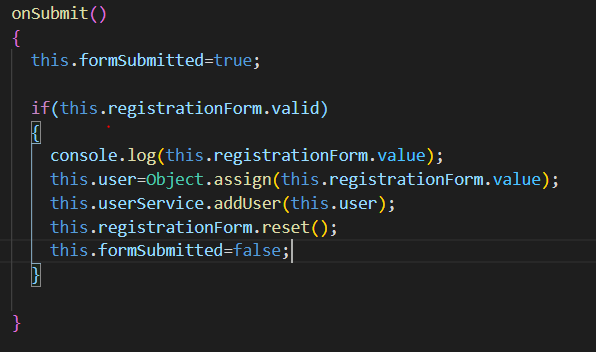 onSubmit()
{
this.formSubmitted=true;
if(this.registrationForm.valid)
{
console.log(this.registrationForm.value);
this.user=Object.assign(this.registrationForm.value);
this.userService.addUser(this.user);
this.registrationForm.reset();
this.formSubmitted=false;
}
}